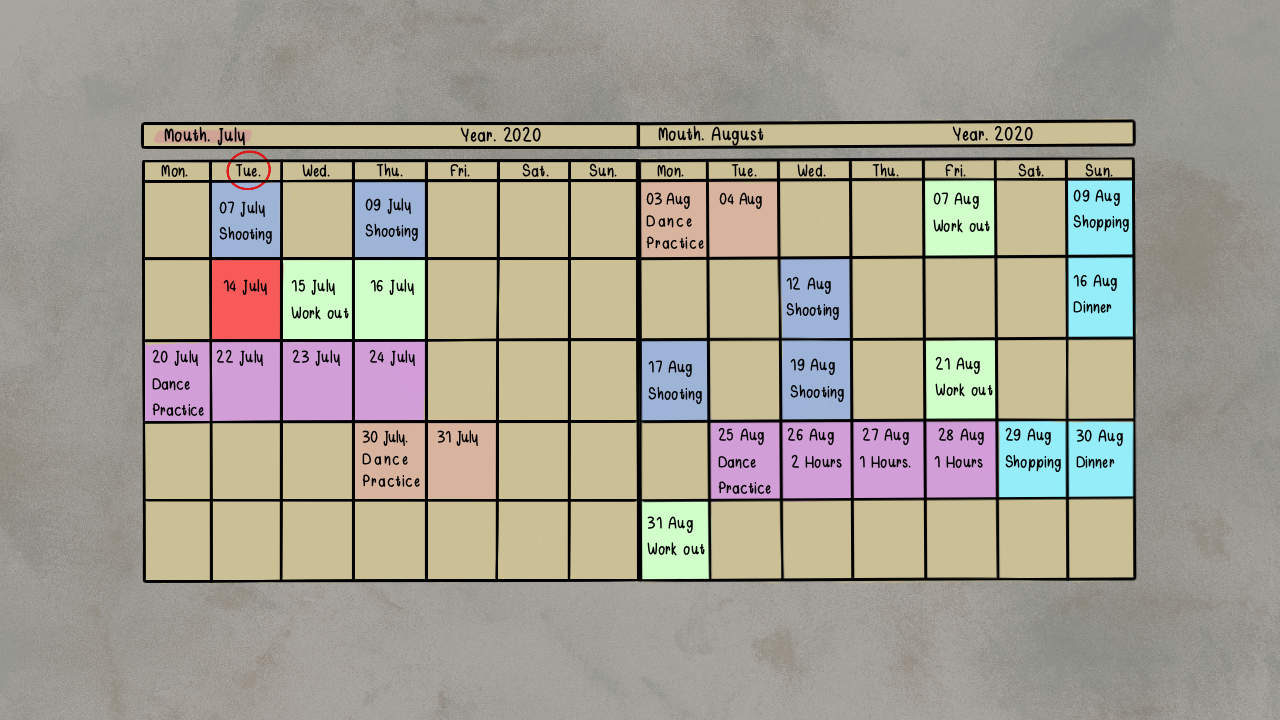 Mouth. July Year. 2020
Mon. Tue. Wed. Thu. Fri. Sat. Sun.
07 July
Shooting
09 July
Shooting
14 July
15 July
Work out
16 July
20 July
Dance
Practice
22 July
23 July
24 July
30 July.
Dance
Practice
31 July
Mouth. August Year. 2020
Mon. Tue. Wed. Thu. Fri. Sat. Sun.
03 Aug
Dance
Practice
04 Aug
07 Aug
Work out
09 Aug
Shopping
12 Aug
Shooting
16 Aug
Dinner
17 Aug
Shooting
19 Aug
Shooting
21 Aug
Work out
25 Aug
Dance
Practice
26 Aug
2 Hours
27 Aug
1 Hours.
28 Aug
1 Hours
29 Aug
Shopping
30 Aug
Dinner
31 Aug
Work out